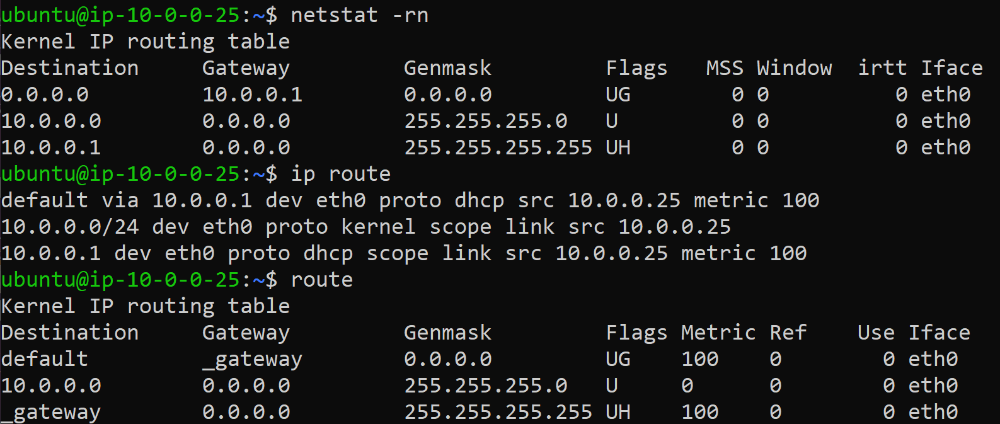 ubuntu@ip-10-0-0-25:~$ netstat -rn
Kernel IP routing table
Destination     Gateway         Genmask         Flags   MSS Window  irtt Iface
0.0.0.0         10.0.0.1        0.0.0.0         UG        0 0          0 eth0
10.0.0.0        0.0.0.0         255.255.255.0   U         0 0          0 eth0
10.0.0.1        0.0.0.0         255.255.255.255 UH        0 0          0 eth0
ubuntu@ip-10-0-0-25:~$ ip route
default via 10.0.0.1 dev eth0 proto dhcp src 10.0.0.25 metric 100
10.0.0.0/24 dev eth0 proto kernel scope link src 10.0.0.25
10.0.0.1 dev eth0 proto dhcp scope link src 10.0.0.25 metric 100
ubuntu@ip-10-0-0-25:~$ route
Kernel IP routing table
Destination     Gateway         Genmask         Flags Metric Ref    Use Iface
default         _gateway        0.0.0.0         UG    100    0        0 eth0
10.0.0.0        0.0.0.0         255.255.255.0   U     0      0        0 eth0
_gateway        0.0.0.0         255.255.255.255 UH    100    0        0 eth0